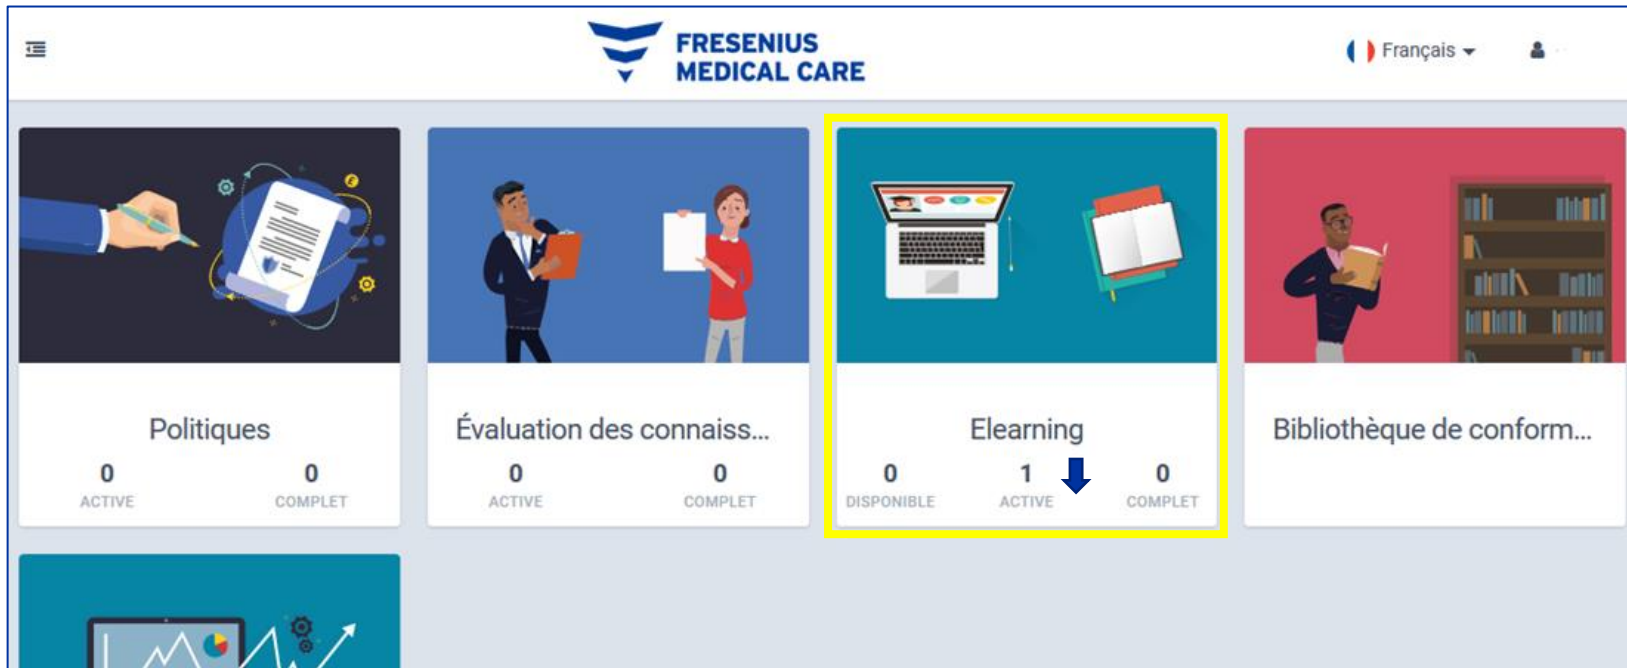 FRESENIUS
MEDICAL CARE
Français
Politiques
0 0
ACTIVE COMPLET
Évaluation des connaiss...
0 0
ACTIVE COMPLET
Elearning
0 1 0
DISPONIBLE ACTIVE COMPLET
Bibliothèque de conform...